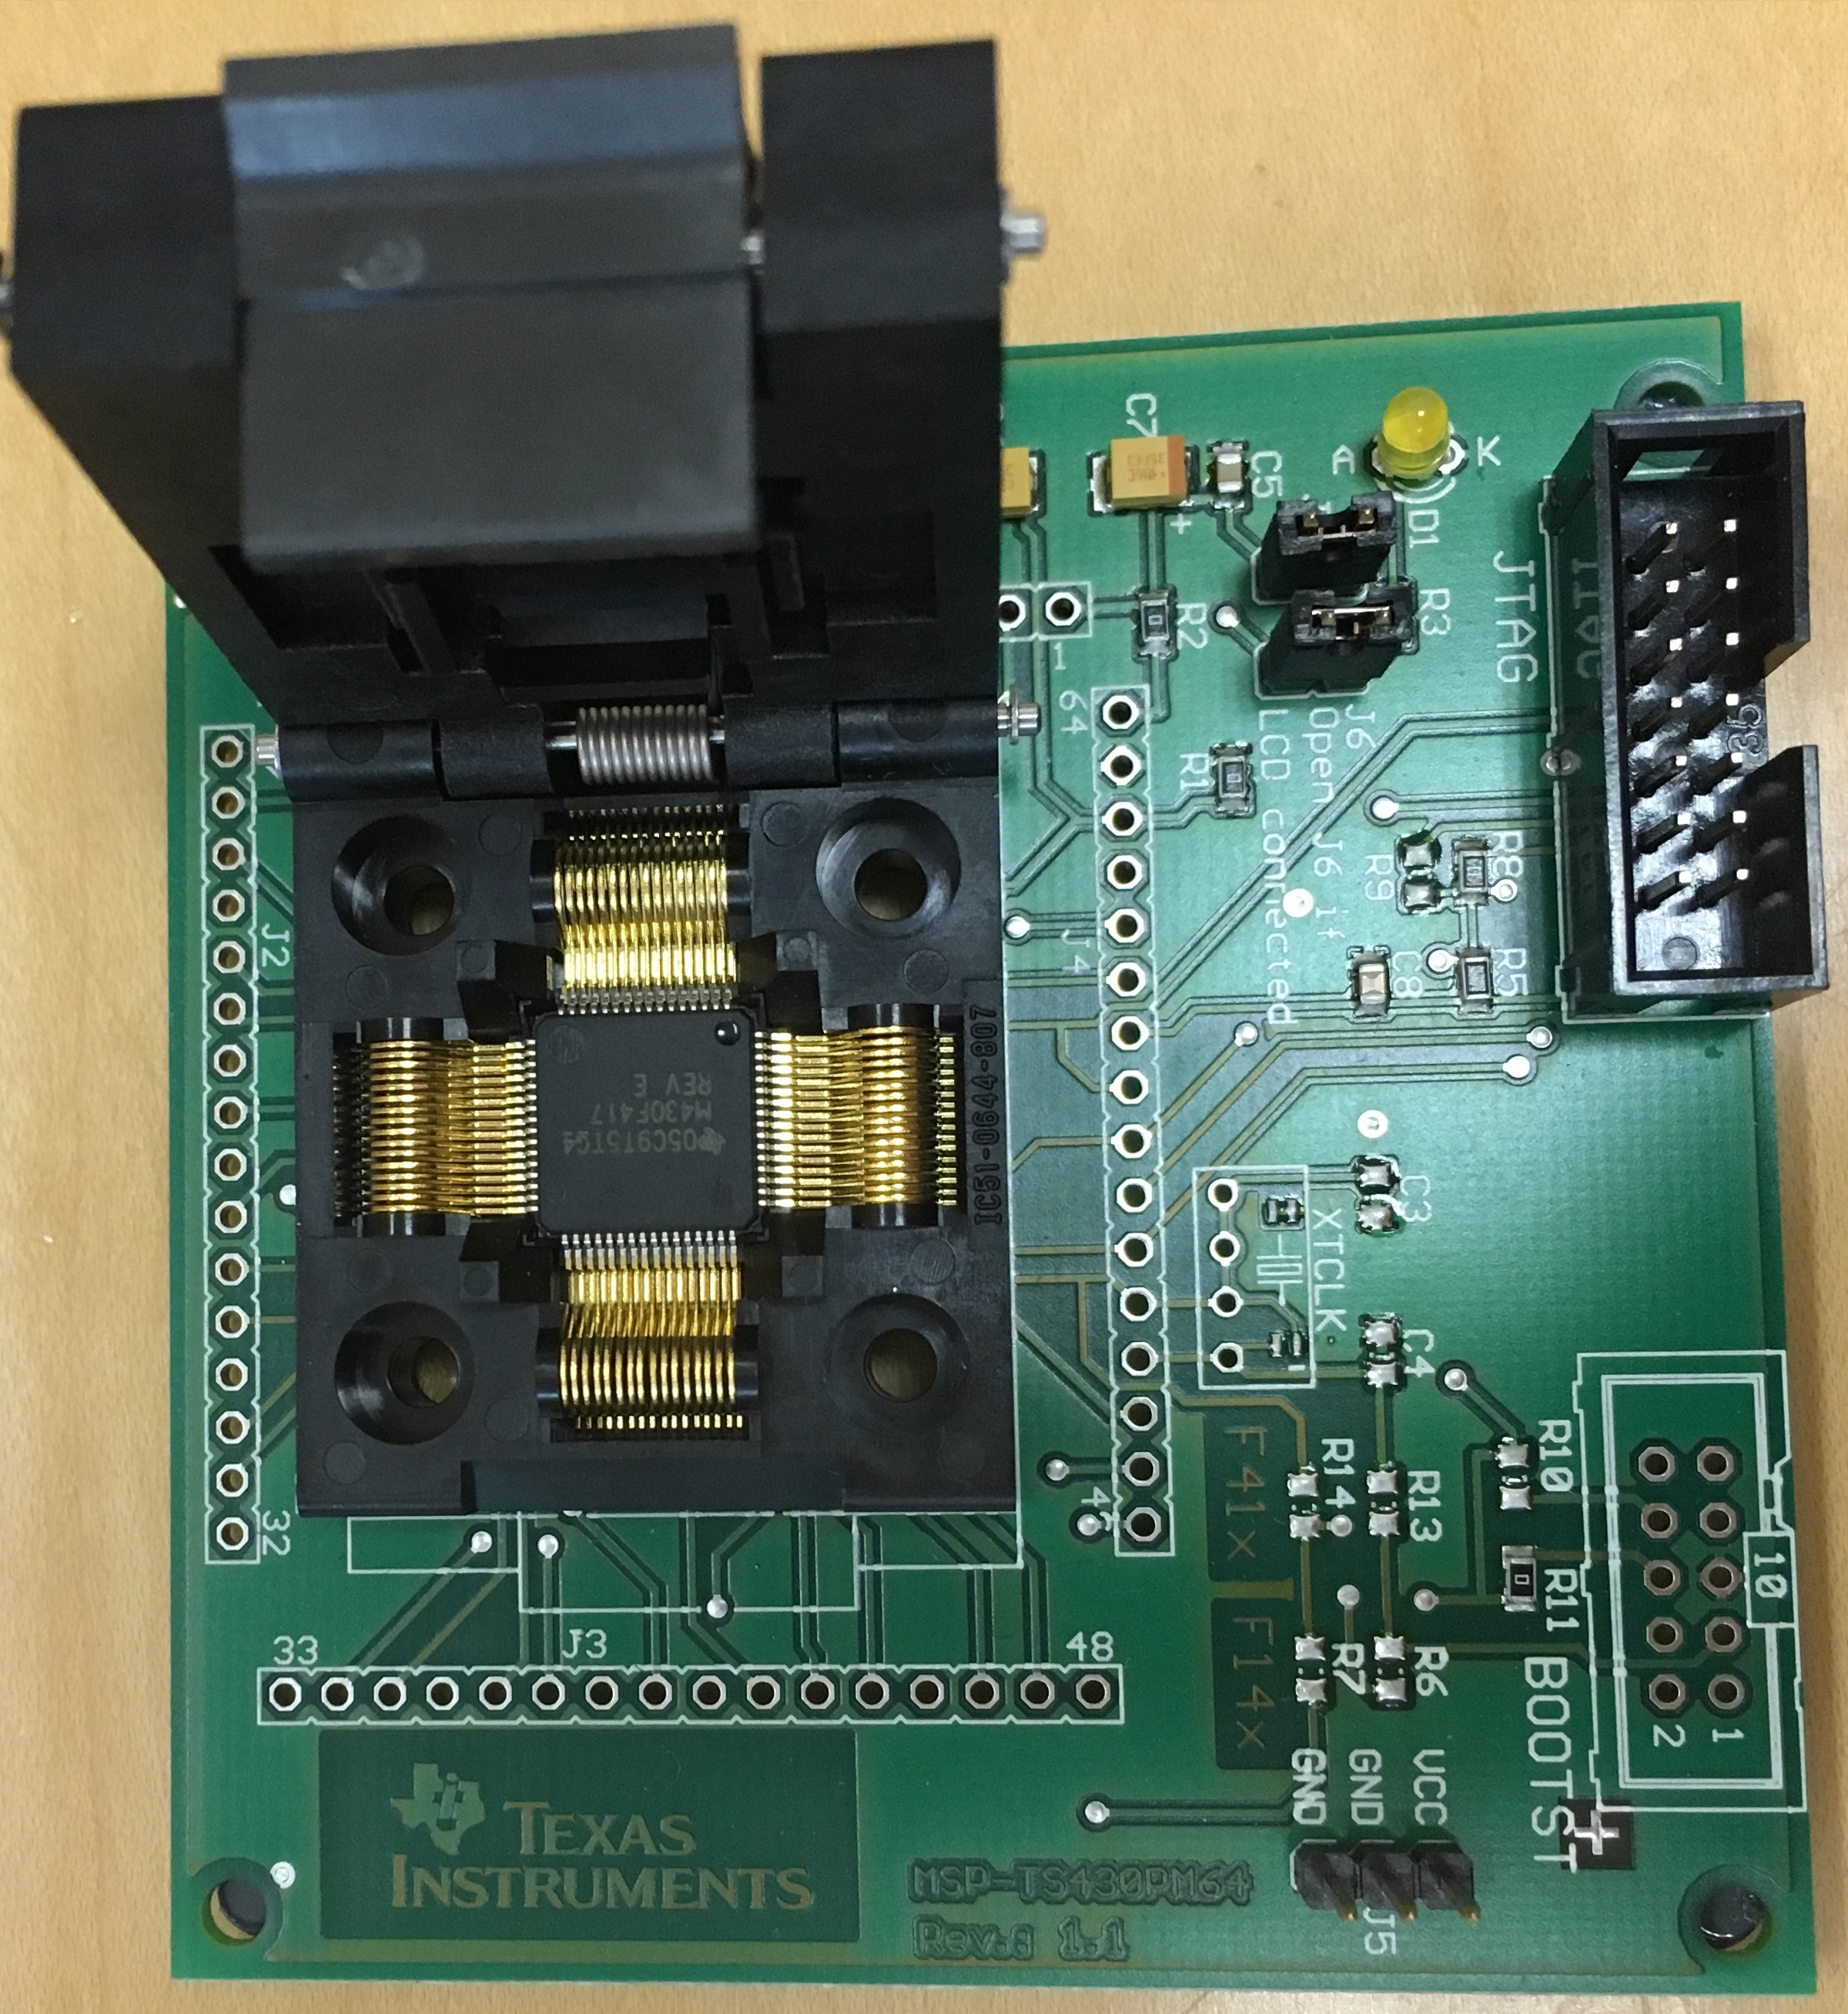 C7
+
C5
A
K
D1
R3
JTAG
R2
1
64
J6
Open J6 if
LCD connected
R1
J2
J4
R9
R8
C8
R5
IC51-0644-807
REV E
M430F417
05C9T5TG4
C3
XTCLK
C4
F41x
F14x
R14
R13
R10
R11
R7
R6
10
2
1
BOOTST
32
33
J3
48
GND
GND
VCC
J5
TEXAS
INSTRUMENTS
MSP-TS430PM64
Rev.: 1.1